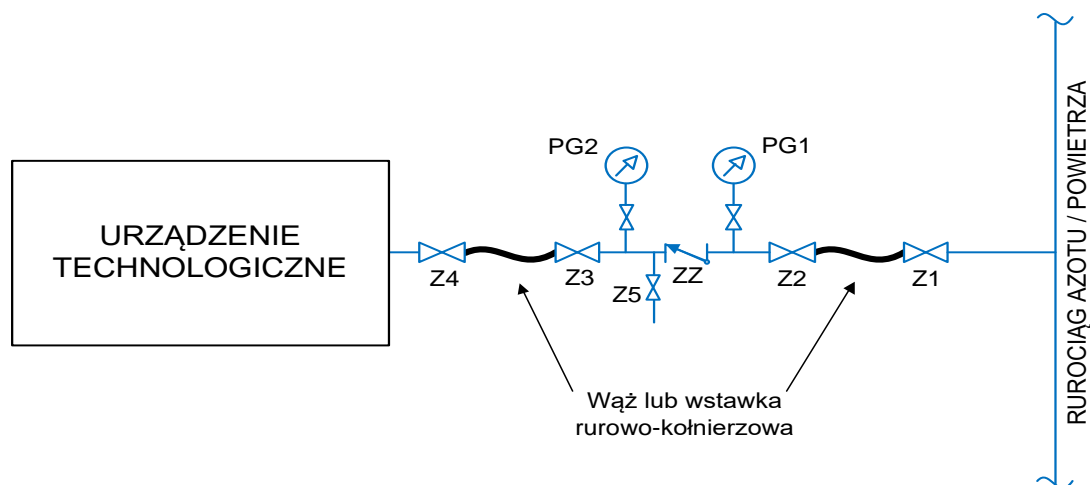 PG2
PG1
URZĄDZENIE
TECHNOLOGICZNE
Z4
Z3
Z5
ZZ
Z2
Z1
Wąż lub wstawka
rurowo-kołnierzowa
RUROCIĄG AZOTU / POWIETRZA